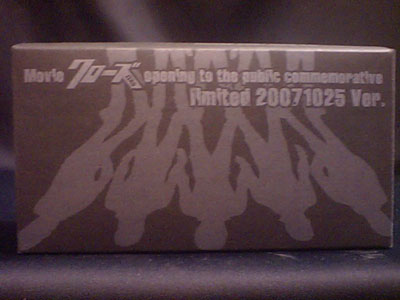 Movie クローズ opening to the public commemorative
limited 20071025 Ver.